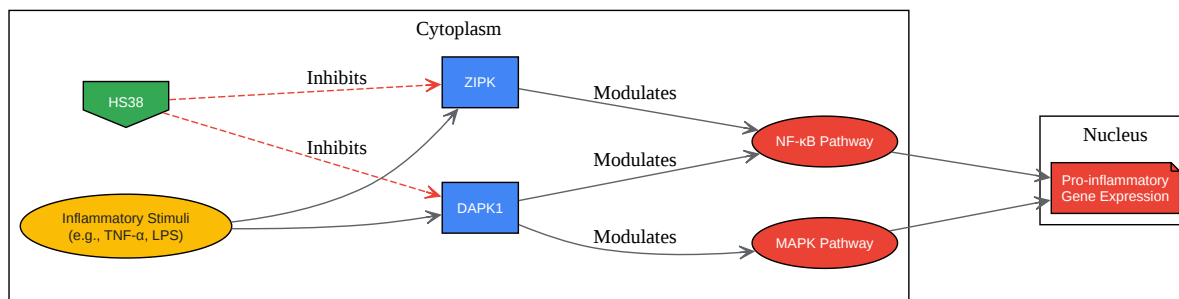 Cytoplasm
HS38
Inhibits
ZIPK
Modulates
NF-κB Pathway
Nucleus
Pro-inflammatory
Gene Expression
Inhibits
Modulates
DAPK1
Inflammatory Stimuli
(e.g., TNF-α, LPS)
Modulates
MAPK Pathway